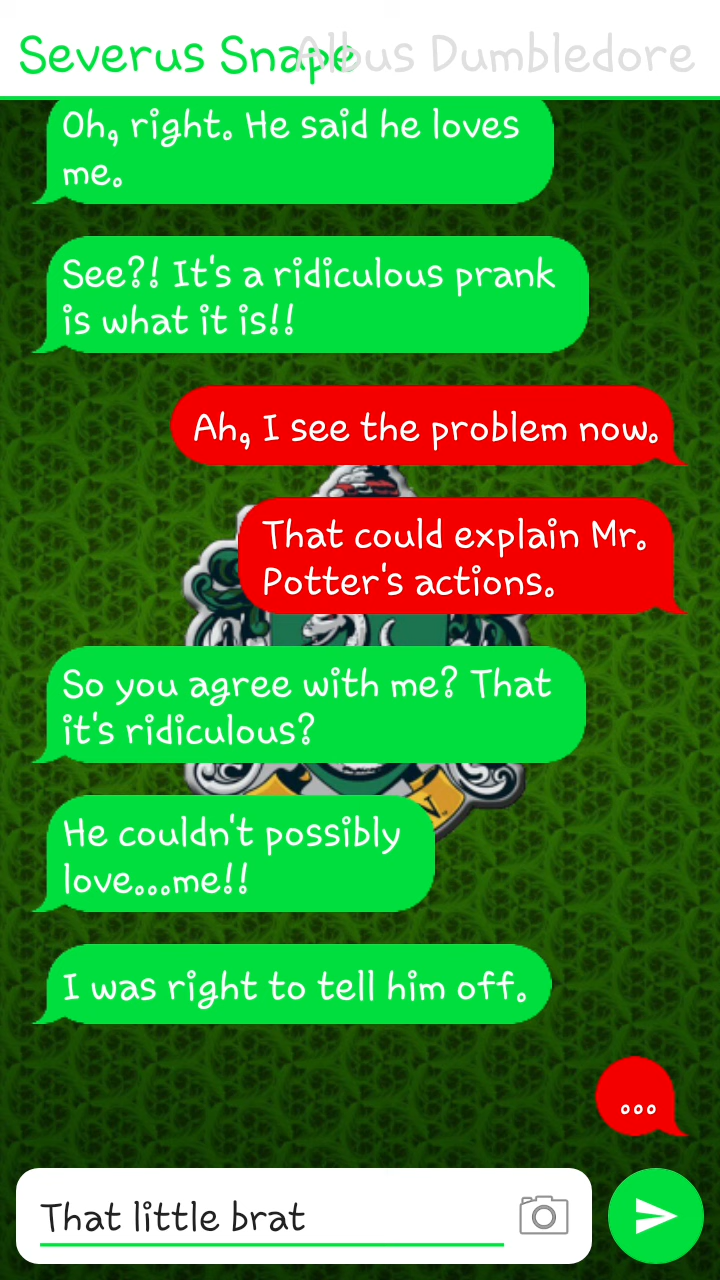 Severus Snape Albus Dumbledore
Oh, right. He said he loves
me.
See?! It's a ridiculous prank
is what it is!!
Ah, I see the problem now.
That could explain Mr.
Potter's actions.
So you agree with me? That
it's ridiculous?
He couldn't possibly
love...me!!
I was right to tell him off.
...
That little brat